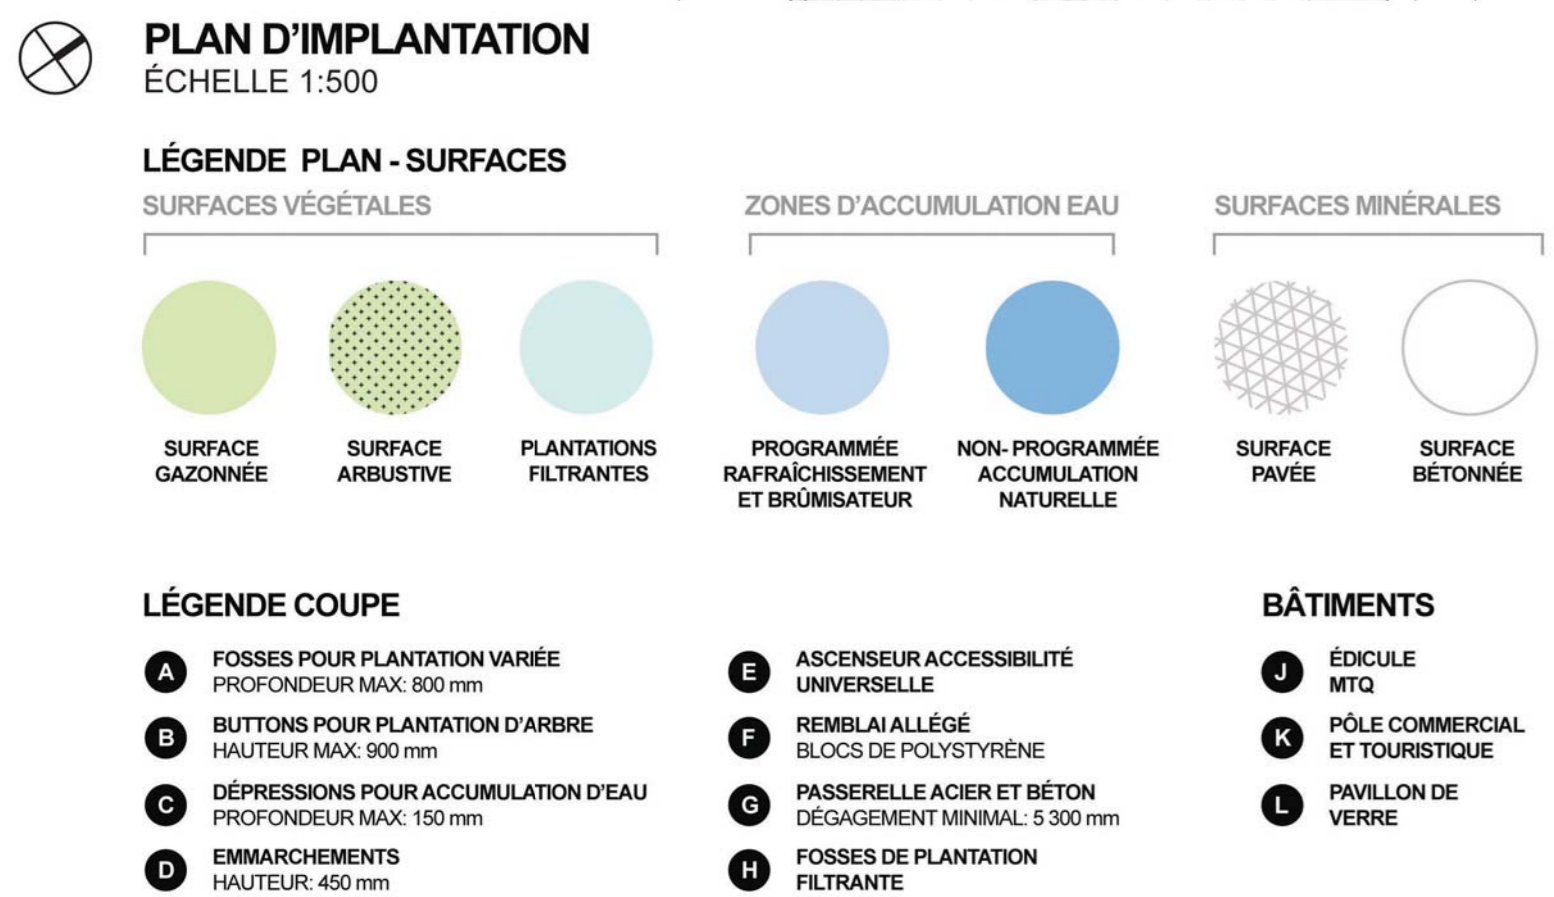 PLAN D'IMPLANTATION
ÉCHELLE 1:500
LÉGENDE PLAN - SURFACES
SURFACES VÉGÉTALES
ZONES D'ACCUMULATION EAU
SURFACES MINÉRALES
SURFACE
GAZONNÉE
SURFACE
ARBUSTIVE
PLANTATIONS
FILTRANTES
PROGRAMMÉE
RAFRAÎCHISSEMENT
ET BRÛMISATEUR
NON- PROGRAMMÉE
ACCUMULATION
NATURELLE
SURFACE
PAVÉE
SURFACE
BÉTONNÉE
LÉGENDE COUPE
A FOSSES POUR PLANTATION VARIÉE
PROFONDEUR MAX: 800 mm
B BUTTONS POUR PLANTATION D'ARBRE
HAUTEUR MAX: 900 mm
C DÉPRESSIONS POUR ACCUMULATION D'EAU
PROFONDEUR MAX: 150 mm
D EMMARCHEMENTS
HAUTEUR: 450 mm
E ASCENSEUR ACCESSIBILITÉ
UNIVERSELLE
F REMBLAI ALLÉGÉ
BLOCS DE POLYSTYRÈNE
G PASSERELLE ACIER ET BÉTON
DÉGAGEMENT MINIMAL: 5 300 mm
H FOSSES DE PLANTATION
FILTRANTE
BÂTIMENTS
J ÉDICULE
MTQ
K PÔLE COMMERCIAL
ET TOURISTIQUE
L PAVILLON DE
VERRE